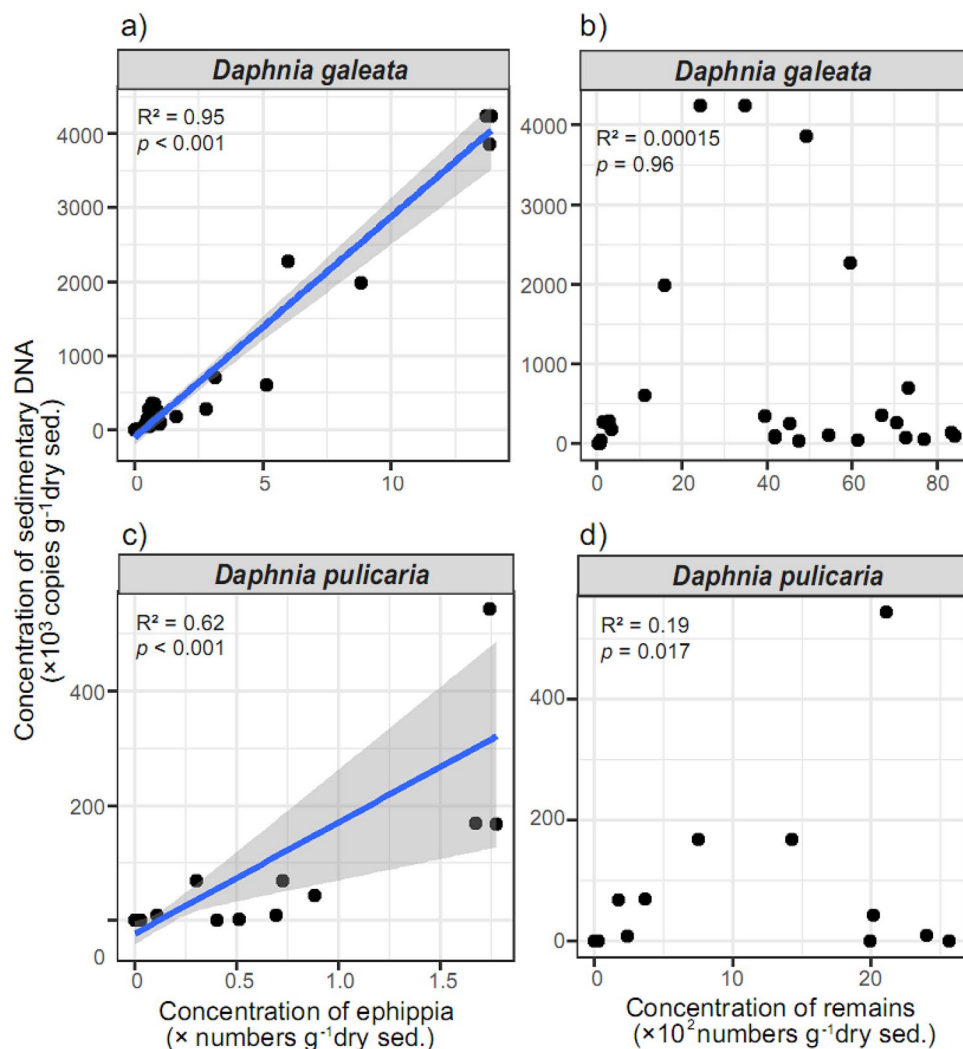 a)
Daphnia galeata
R² = 0.95
p < 0.001
4000
3000
2000
1000
0
0
5
10
b)
Daphnia galeata
R² = 0.00015
p = 0.96
4000
3000
2000
1000
0
0
20
40
60
80
c)
Daphnia pulicaria
R² = 0.62
p < 0.001
400
200
0
0
0.5
1.0
1.5
d)
Daphnia pulicaria
R² = 0.19
p = 0.017
400
200
0
0
10
20
Concentration of sedimentary DNA
(×10³ copies g⁻¹dry sed.)
Concentration of ephippia
(× numbers g⁻¹dry sed.)
Concentration of remains
(×10² numbers g⁻¹dry sed.)